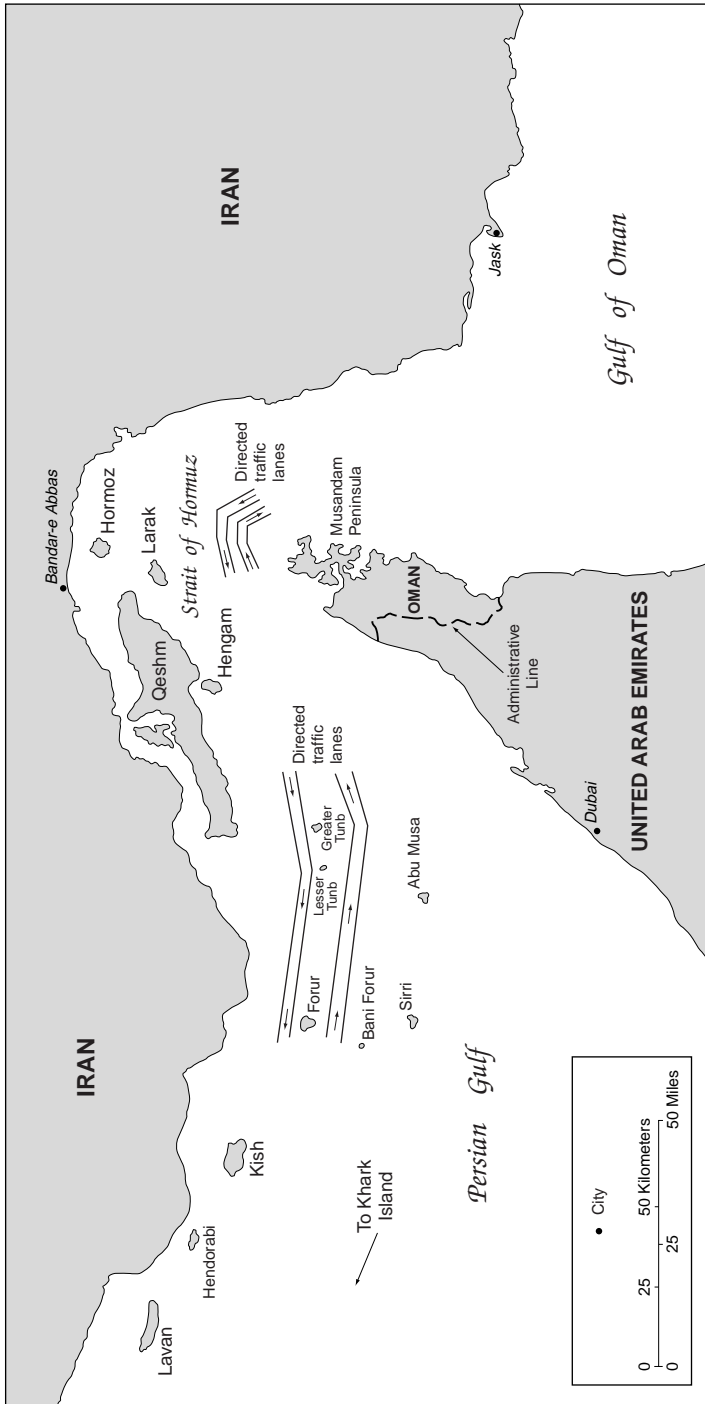 IRAN
IRAN
Bandar-e Abbas
Hormoz
Larak
Strait of Hormuz
Qeshm
Hengam
Directed
traffic
lanes
Musandam
Peninsula
Jask
Gulf of Oman
Lavan
Hendorabi
Kish
Forur
Lesser
Tunb
Greater
Tunb
Directed
traffic
lanes
Bani Forur
Sirri
Abu Musa
OMAN
Administrative
Line
To Khark
Island
Persian Gulf
Dubai
UNITED ARAB EMIRATES
City
0 25 50 Kilometers
0 25 50 Miles